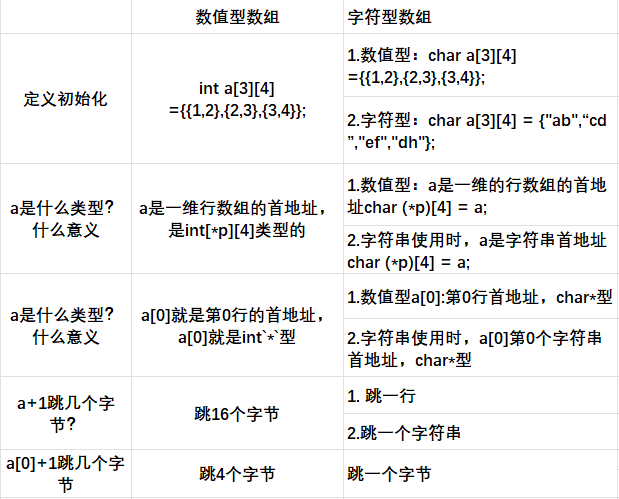 数值型数组
字符型数组
定义初始化
int a[3][4]
={{1,2},{2,3},{3,4}};
1.数值型：char a[3][4]
={{1,2},{2,3},{3,4}};
2.字符型：char a[3][4] = {"ab",“cd
”,"ef","dh"};
a是什么类型？
什么意义
a是一维行数组的首地址，
是int[*p][4]类型的
1.数值型：a是一维的行数组的首地
址char (*p)[4] = a;
2.字符串使用时，a是字符串首地址
char (*p)[4] = a;
a是什么类型？
什么意义
a[0]就是第0行的首地址，
a[0]就是int`*`型
1.数值型a[0]:第0行首地址，char*型
2.字符串使用时，a[0]第0个字符串
首地址，char*型
a+1跳几个字
节？
跳16个字节
1. 跳一行
2.跳一个字符串
a[0]+1跳几个字
节
跳4个字节
跳一个字节